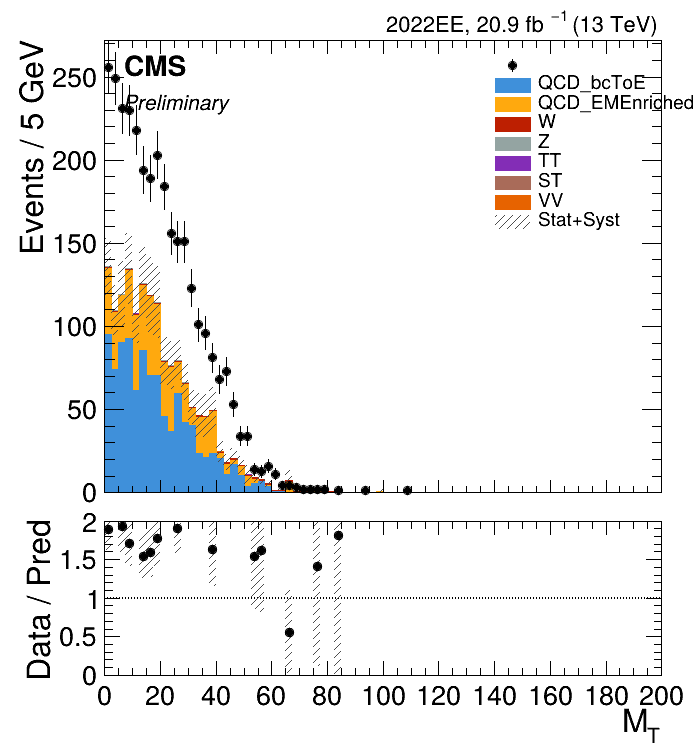 2022EE, 20.9 fb⁻¹ (13 TeV)
CMS
Preliminary
Events / 5 GeV
250
200
150
100
50
0
QCD_bcToE
QCD_EMEnriched
W
Z
TT
ST
VV
Stat+Syst
Data / Pred
2
1.5
1
0.5
0
0 20 40 60 80 100 120 140 160 180 200
M_T